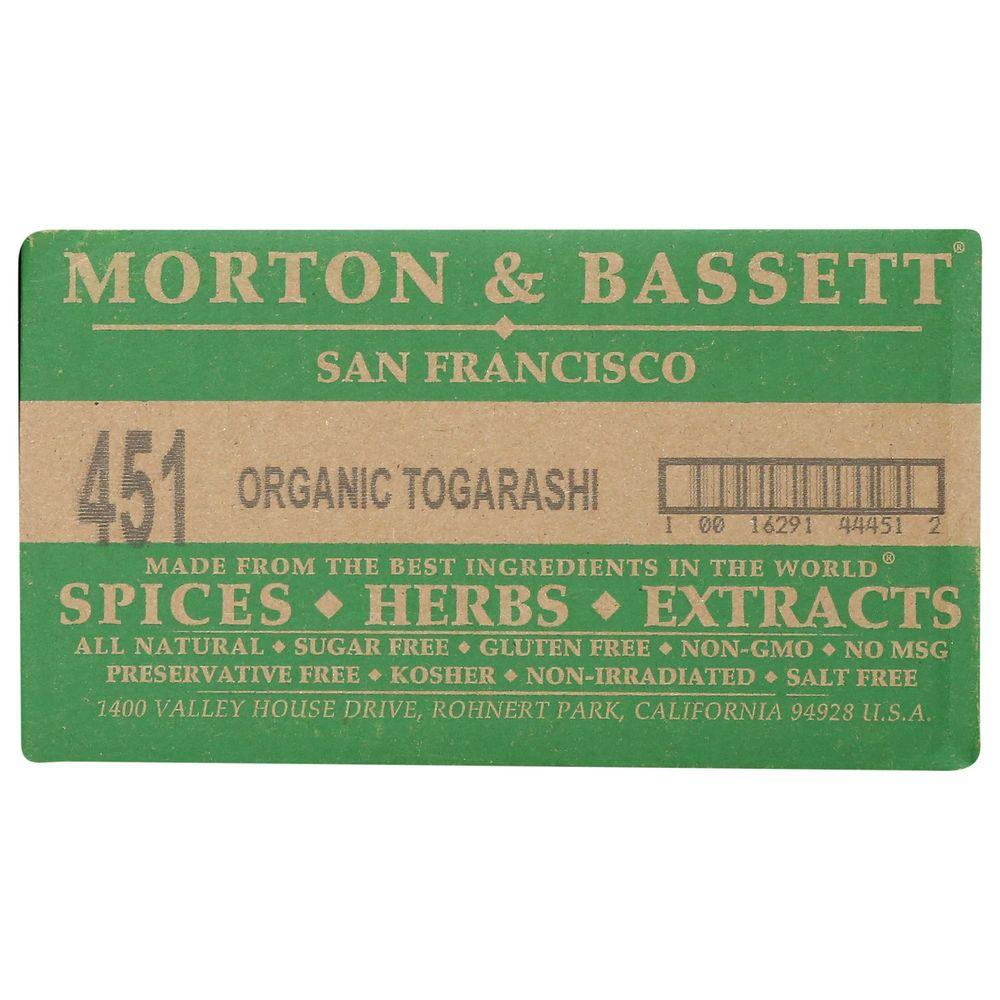 MORTON & BASSETT®
SAN FRANCISCO
451 ORGANIC TOGARASHI
1 00 16291 44451 2
MADE FROM THE BEST INGREDIENTS IN THE WORLD®
SPICES ◆ HERBS ◆ EXTRACTS
ALL NATURAL ◆ SUGAR FREE ◆ GLUTEN FREE ◆ NON-GMO ◆ NO MSG
PRESERVATIVE FREE ◆ KOSHER ◆ NON-IRRADIATED ◆ SALT FREE
1400 VALLEY HOUSE DRIVE, ROHNERT PARK, CALIFORNIA 94928 U.S.A.